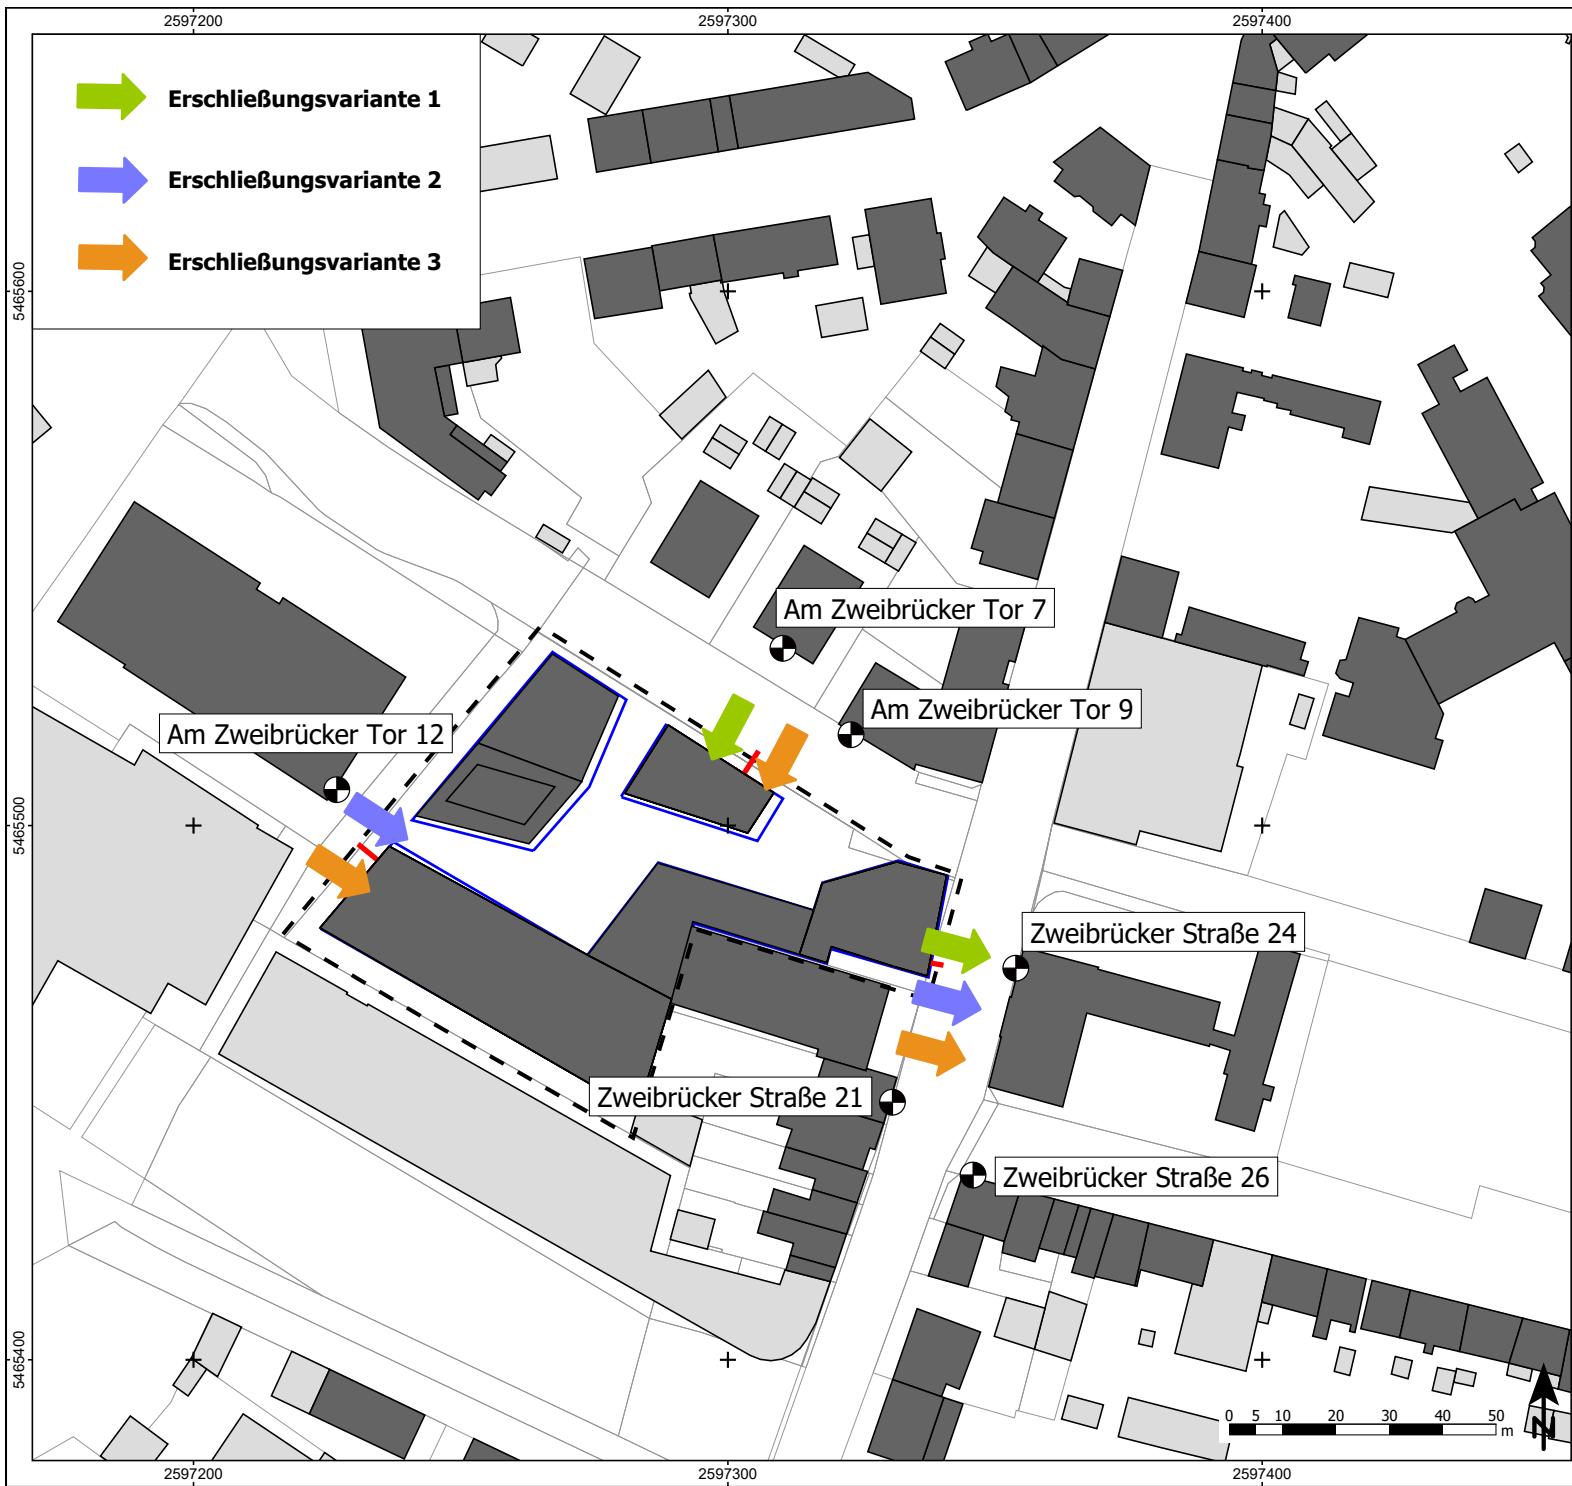 2597200
2597300
2597400
Erschließungsvariante 1
Erschließungsvariante 2
Erschließungsvariante 3
5465600
5465500
5465400
Am Zweibrücker Tor 7
Am Zweibrücker Tor 9
Am Zweibrücker Tor 12
Zweibrücker Straße 24
Zweibrücker Straße 21
Zweibrücker Straße 26
0 5 10 20 30 40 50
m
N
2597200
2597300
2597400